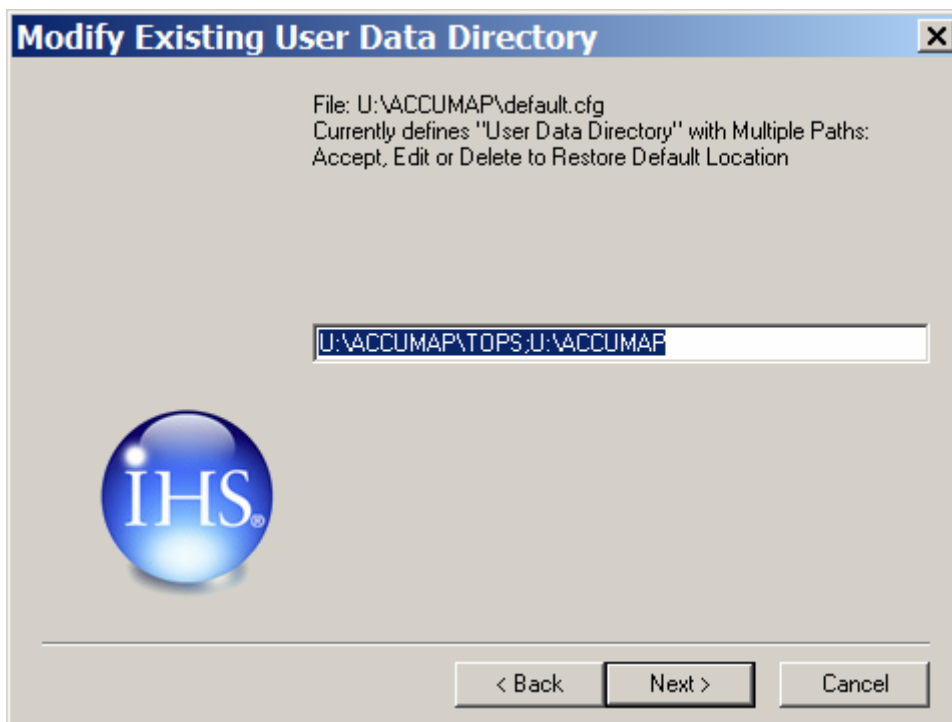 Modify Existing User Data Directory
File: U:\ACCUMAP\default.cfg
Currently defines "User Data Directory" with Multiple Paths:
Accept, Edit or Delete to Restore Default Location
U:\ACCUMAP\TOPS;U:\ACCUMAP
IHS®
< Back
Next >
Cancel